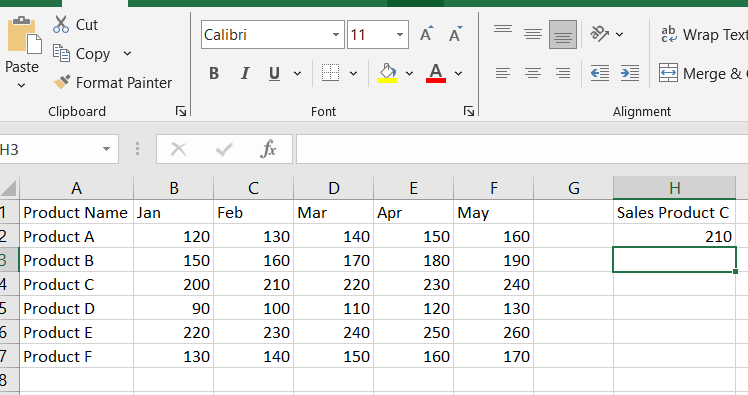 Cut
Copy
Paste
Format Painter
Clipboard
Calibri 11 A A
B I U A
Font
ab Wrap Text
Merge &
Alignment
H3 fx
A B C D E F G H
1 Product Name Jan Feb Mar Apr May Sales Product C
2 Product A 120 130 140 150 160 210
3 Product B 150 160 170 180 190
4 Product C 200 210 220 230 240
5 Product D 90 100 110 120 130
6 Product E 220 230 240 250 260
7 Product F 130 140 150 160 170
8